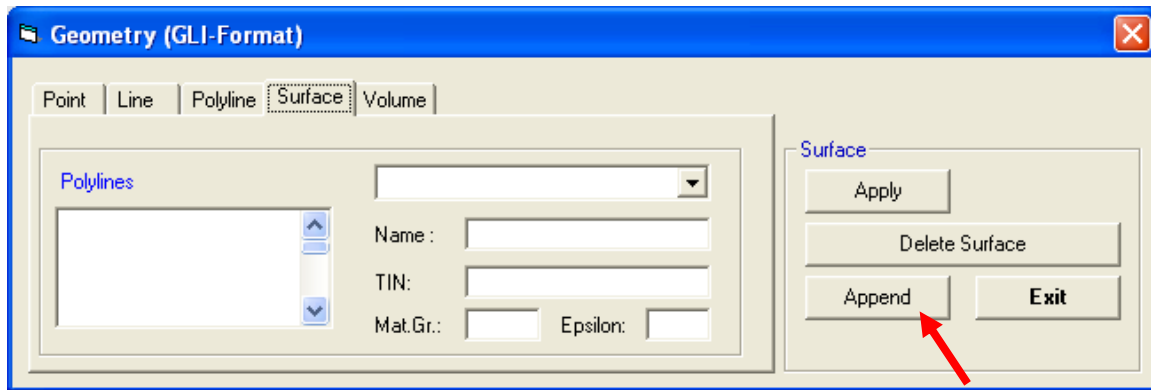 Geometry (GLI-Format)
Point Line Polyline Surface Volume
Polylines
Name :
TIN:
Mat.Gr.: Epsilon:
Surface
Apply
Delete Surface
Append Exit